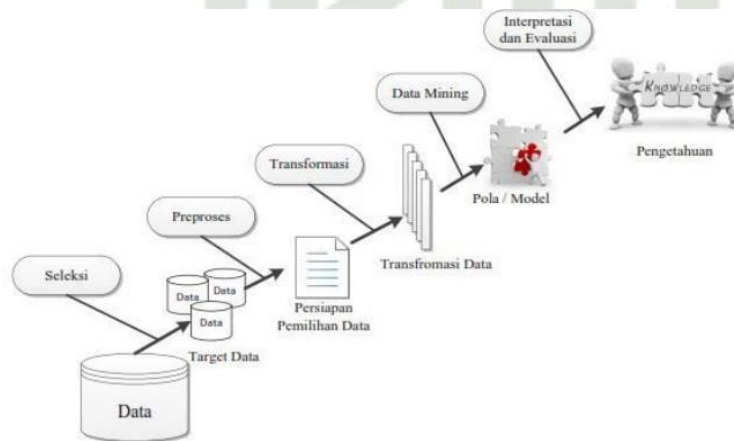 Interpretasi
dan Evaluasi
KNOWLEDGE
Data Mining
Pengetahuan
Transformasi
Pola / Model
Preproses
Transfromasi Data
Seleksi
Data
Data
Data
Persiapan
Pemilihan Data
Target Data
Data